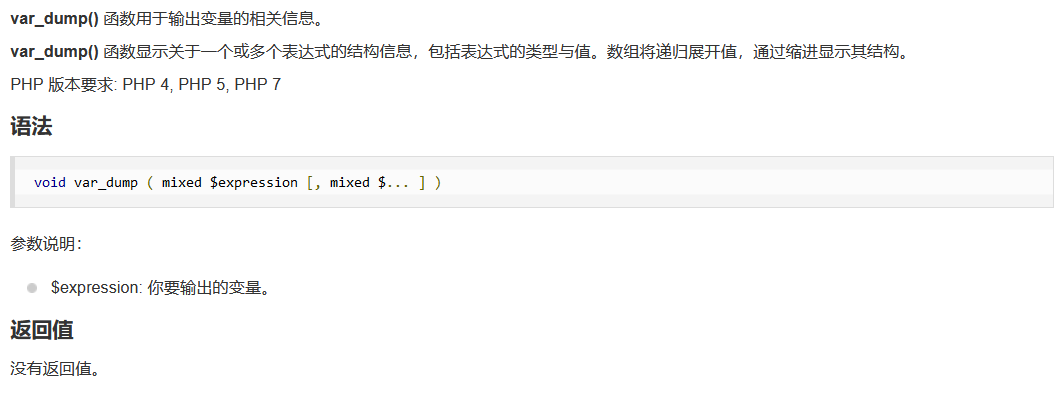 var_dump() 函数用于输出变量的相关信息。
var_dump() 函数显示关于一个或多个表达式的结构信息，包括表达式的类型与值。数组将递归展开值，通过缩进显示其结构。
PHP 版本要求: PHP 4, PHP 5, PHP 7
语法
void var_dump ( mixed $expression [, mixed $... ] )
参数说明：
$expression: 你要输出的变量。
返回值
没有返回值。